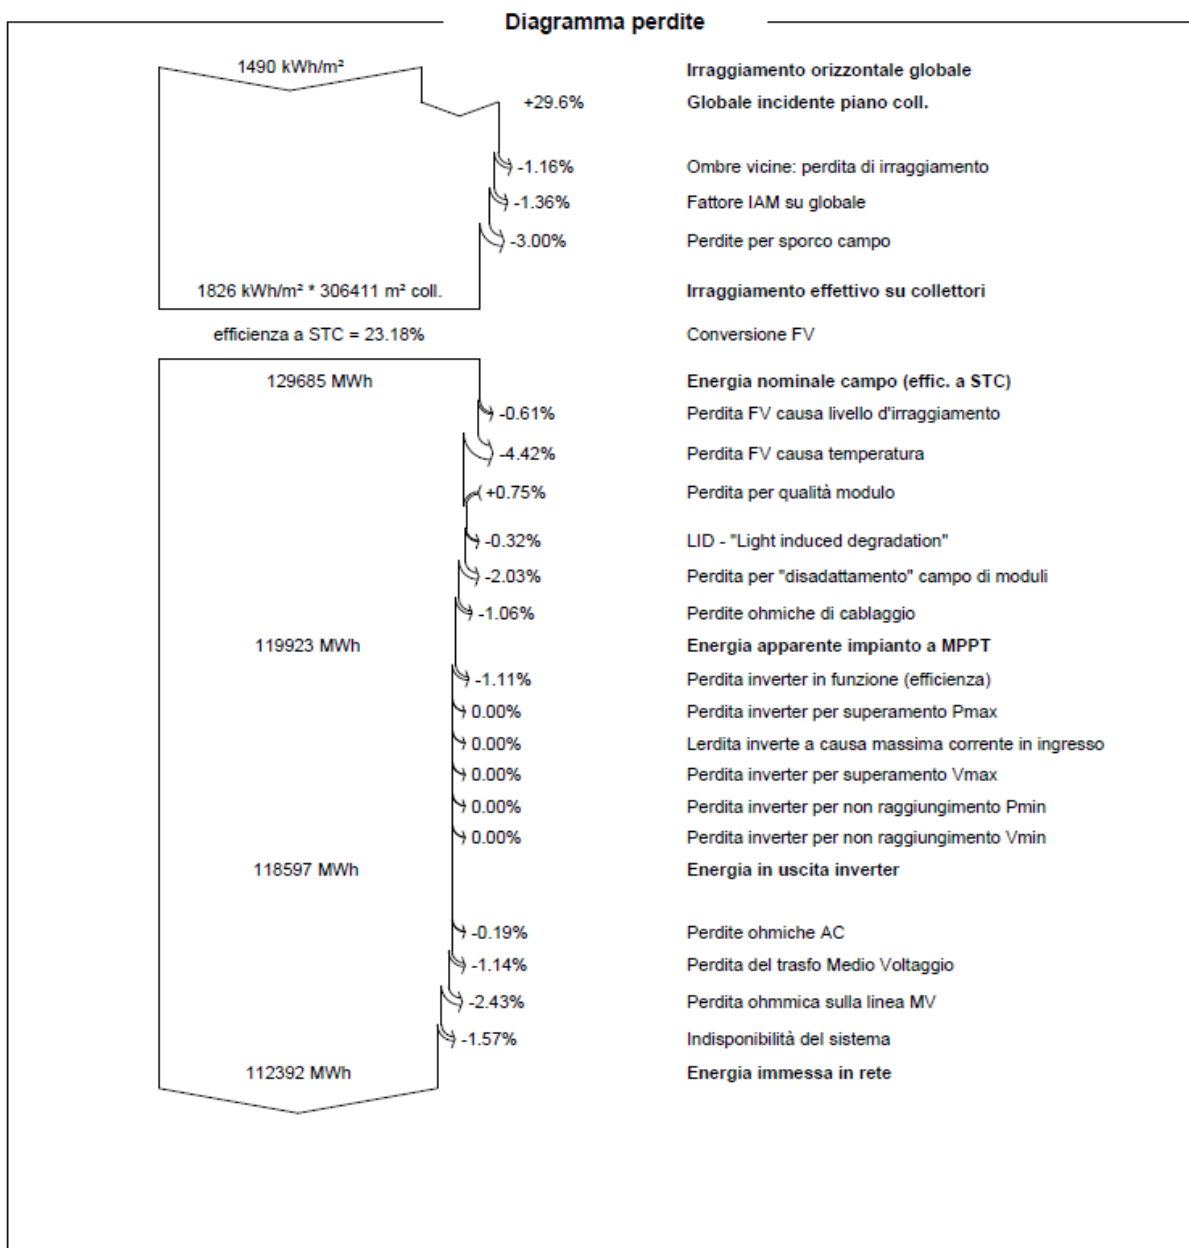 Diagramma perdite
1490 kWh/m² Irraggiamento orizzontale globale
+29.6% Globale incidente piano coll.
-1.16% Ombre vicine: perdita di irraggiamento
-1.36% Fattore IAM su globale
-3.00% Perdite per sporco campo
1826 kWh/m² * 306411 m² coll. Irraggiamento effettivo su collettori
efficienza a STC = 23.18% Conversione FV
129685 MWh Energia nominale campo (effic. a STC)
-0.61% Perdita FV causa livello d'irraggiamento
-4.42% Perdita FV causa temperatura
+0.75% Perdita per qualità modulo
-0.32% LID - "Light induced degradation"
-2.03% Perdita per "disadattamento" campo di moduli
-1.06% Perdite ohmiche di cablaggio
119923 MWh Energia apparente impianto a MPPT
-1.11% Perdita inverter in funzione (efficienza)
0.00% Perdita inverter per superamento Pmax
0.00% Lerdita inverte a causa massima corrente in ingresso
0.00% Perdita inverter per superamento Vmax
0.00% Perdita inverter per non raggiungimento Pmin
0.00% Perdita inverter per non raggiungimento Vmin
118597 MWh Energia in uscita inverter
-0.19% Perdite ohmiche AC
-1.14% Perdita del trasfo Medio Voltaggio
-2.43% Perdita ohmmica sulla linea MV
-1.57% Indisponibilità del sistema
112392 MWh Energia immessa in rete